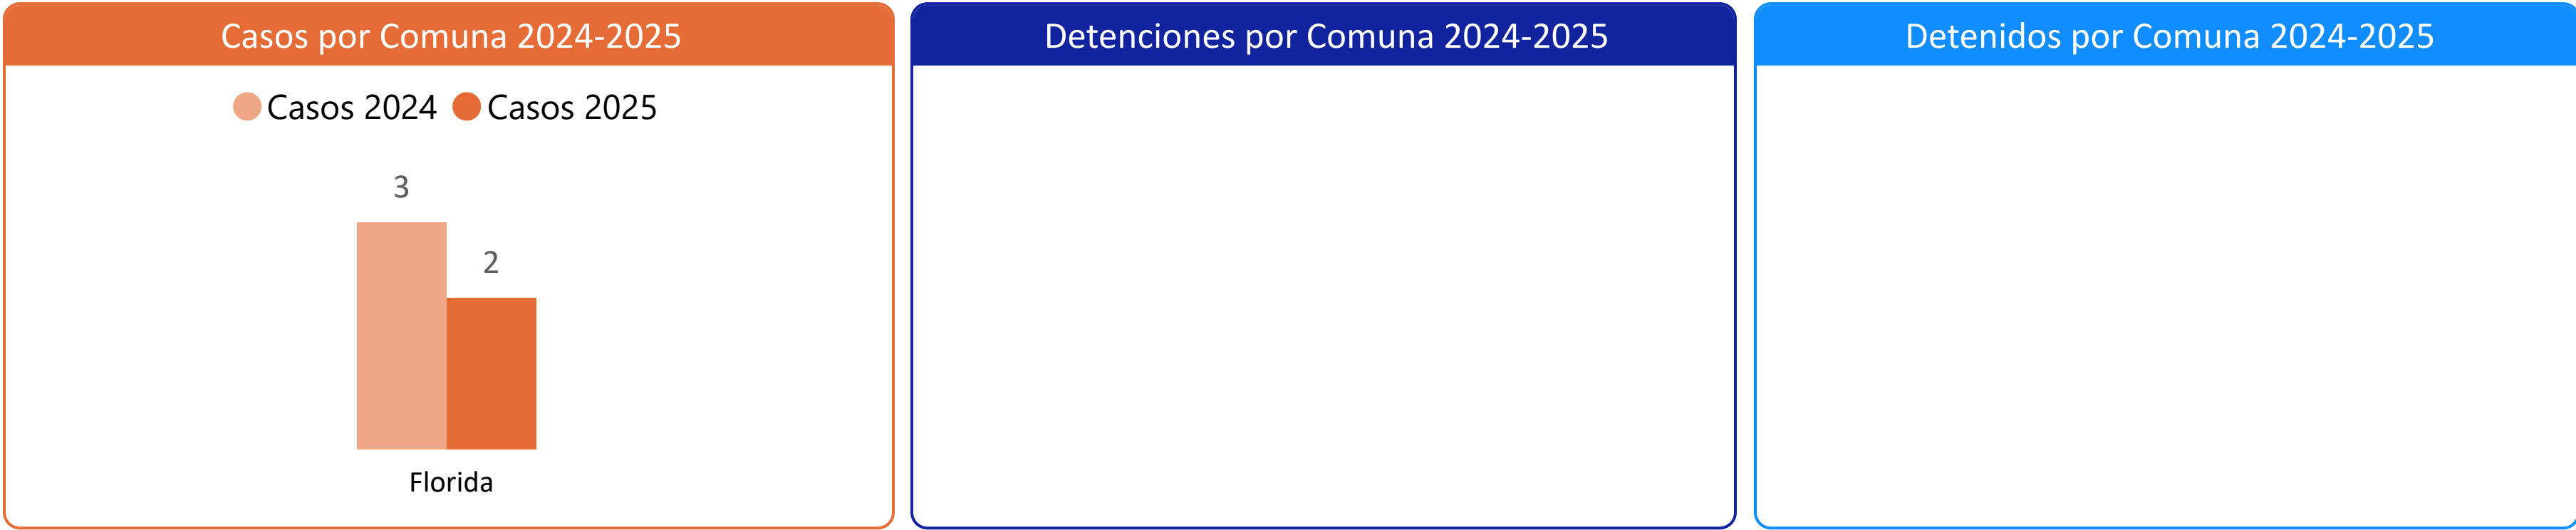 Casos por Comuna 2024-2025
Casos 2024 Casos 2025
3
2
Florida
Detenciones por Comuna 2024-2025
Detenidos por Comuna 2024-2025